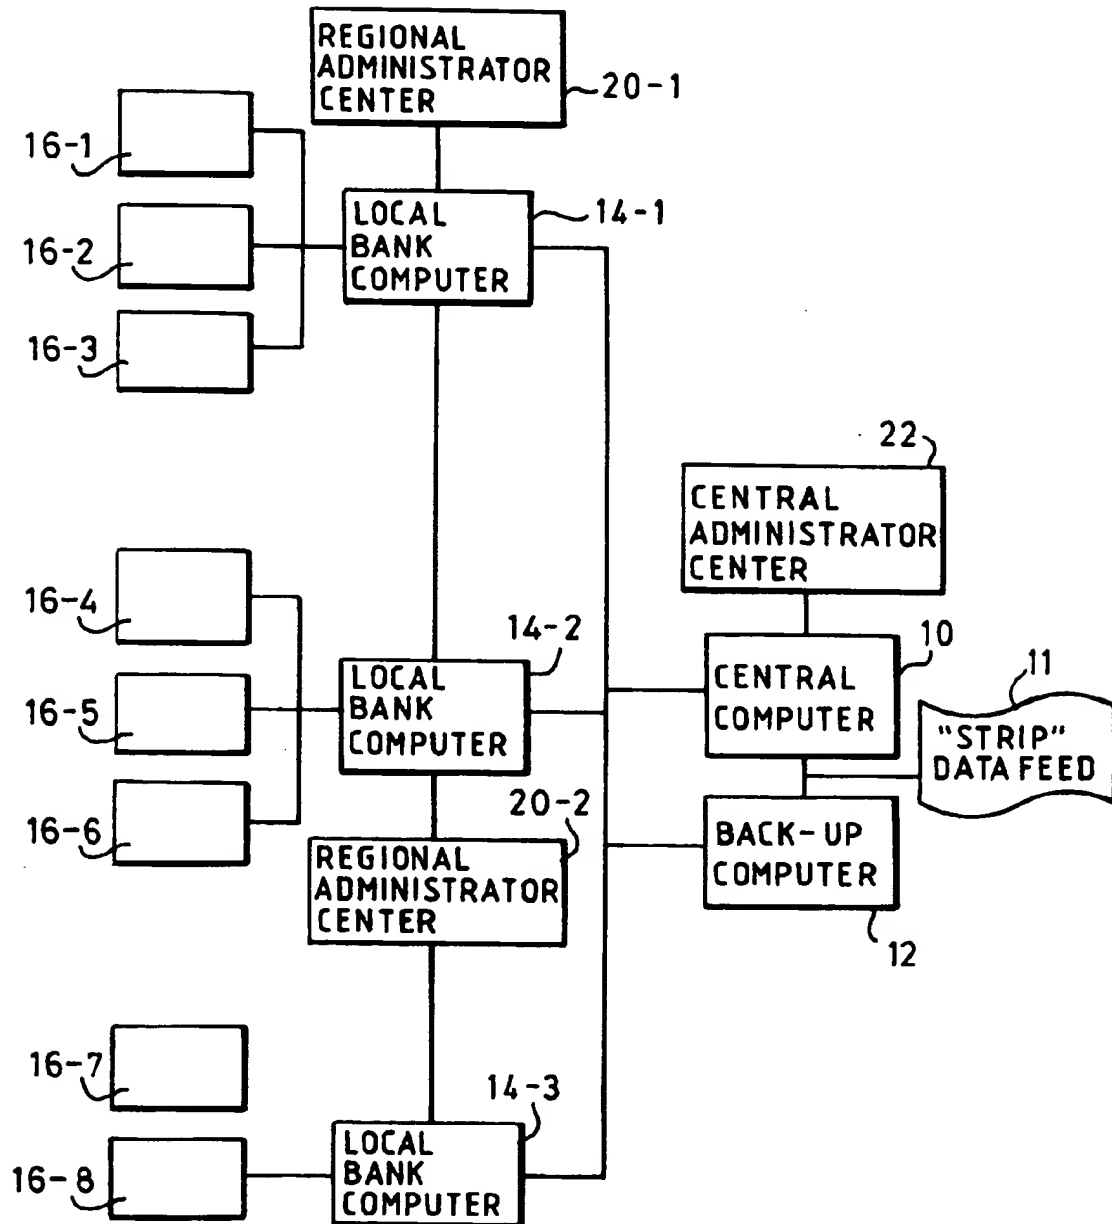 REGIONAL
ADMINISTRATOR
CENTER
20-1
16-1
16-2
16-3
LOCAL
BANK
COMPUTER
14-1
22
CENTRAL
ADMINISTRATOR
CENTER
16-4
16-5
16-6
14-2
LOCAL
BANK
COMPUTER
10
CENTRAL
COMPUTER
11
"STRIP"
DATA FEED
20-2
REGIONAL
ADMINISTRATOR
CENTER
BACK-UP
COMPUTER
12
16-7
16-8
14-3
LOCAL
BANK
COMPUTER